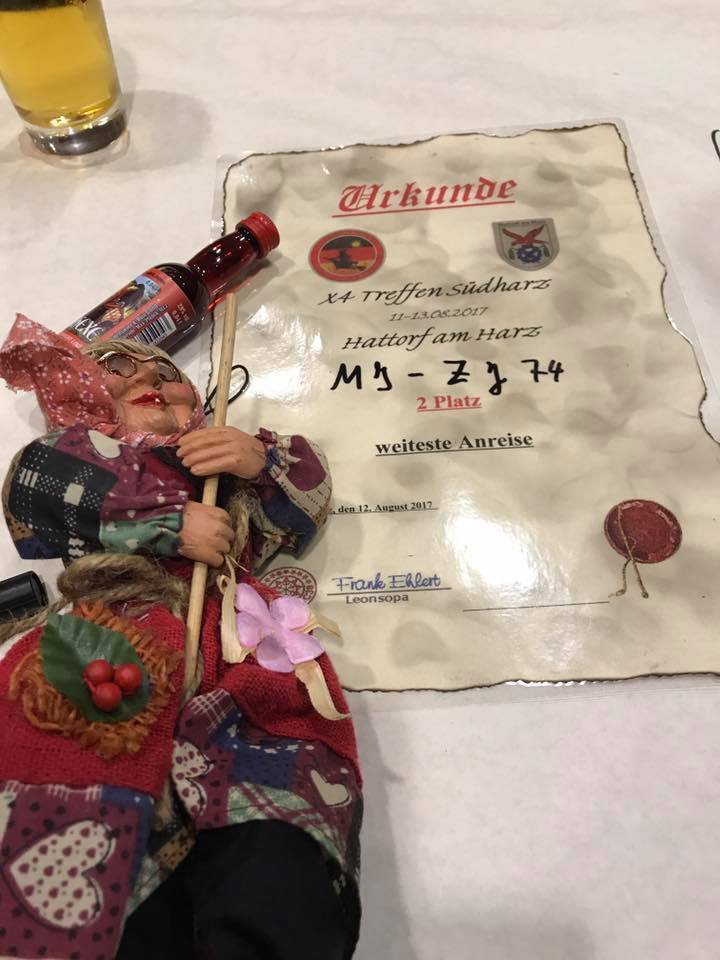 Urkunde
X4 Treffen Südharz
11-13.08.2017
Hattorf am Harz
MJ - ZJ 74
2 Platz
weiteste Anreise
, den 12. August 2017
Frank Ehlert
Leonsopa